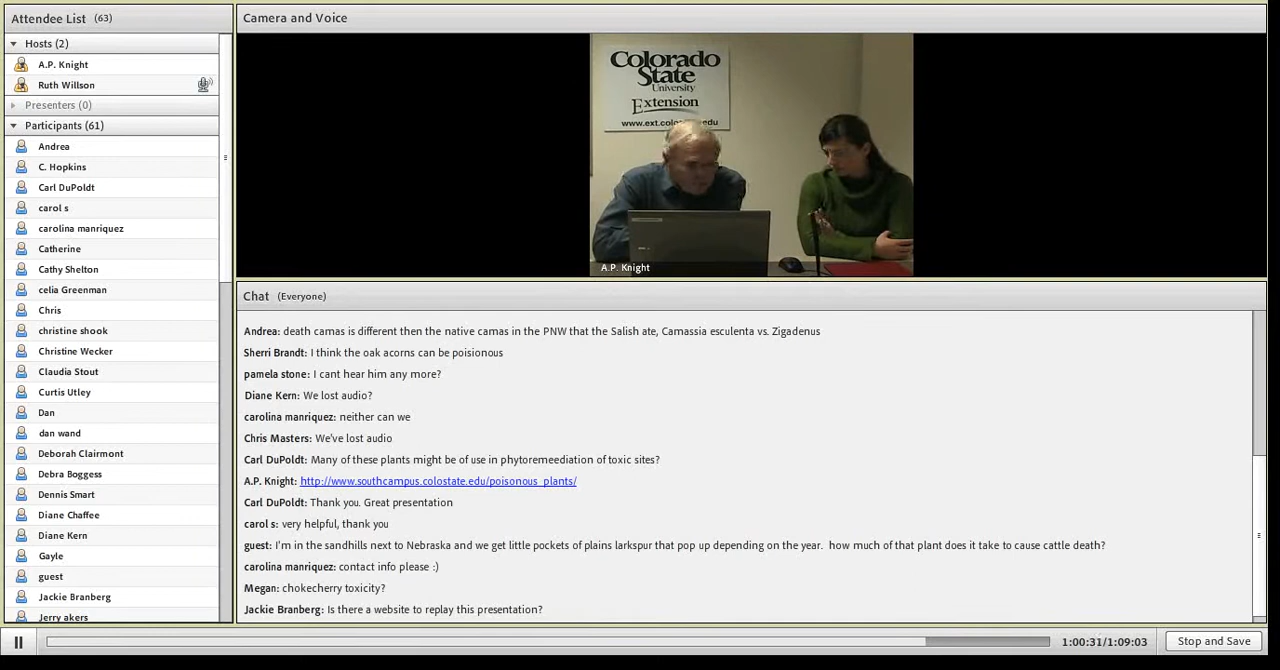 Attendee List (63)
Hosts (2)
A.P. Knight
Ruth Willson
Presenters (0)
Participants (61)
Andrea
C. Hopkins
Carl DuPoldt
carol s
carolina manriquez
Catherine
Cathy Shelton
celia Greenman
Chris
christine shook
Christine Wecker
Claudia Stout
Curtis Utley
Dan
dan wand
Deborah Clairmont
Debra Boggess
Dennis Smart
Diane Chaffee
Diane Kern
Gayle
guest
Jackie Branberg
Jerry akers
Camera and Voice
Colorado
State
University
Extension
A.P. Knight
Chat (Everyone)
Andrea: death camas is different then the native camas in the PNW that the Salish ate, Camassia esculenta vs. Zigadenus
Sherri Brandt: I think the oak acorns can be poisionous
pamela stone: I cant hear him any more?
Diane Kern: We lost audio?
carolina manriquez: neither can we
Chris Masters: We've lost audio
Carl DuPoldt: Many of these plants might be of use in phytoremeediation of toxic sites?
A.P. Knight: http://www.southcampus.colostate.edu/poisonous_plants/
Carl DuPoldt: Thank you. Great presentation
carol s: very helpful, thank you
guest: I'm in the sandhills next to Nebraska and we get little pockets of plains larkspur that pop up depending on the year. how much of that plant does it take to cause cattle death?
carolina manriquez: contact info please :)
Megan: chokecherry toxicity?
Jackie Branberg: Is there a website to replay this presentation?
1:00:31/1:09:03
Stop and Save